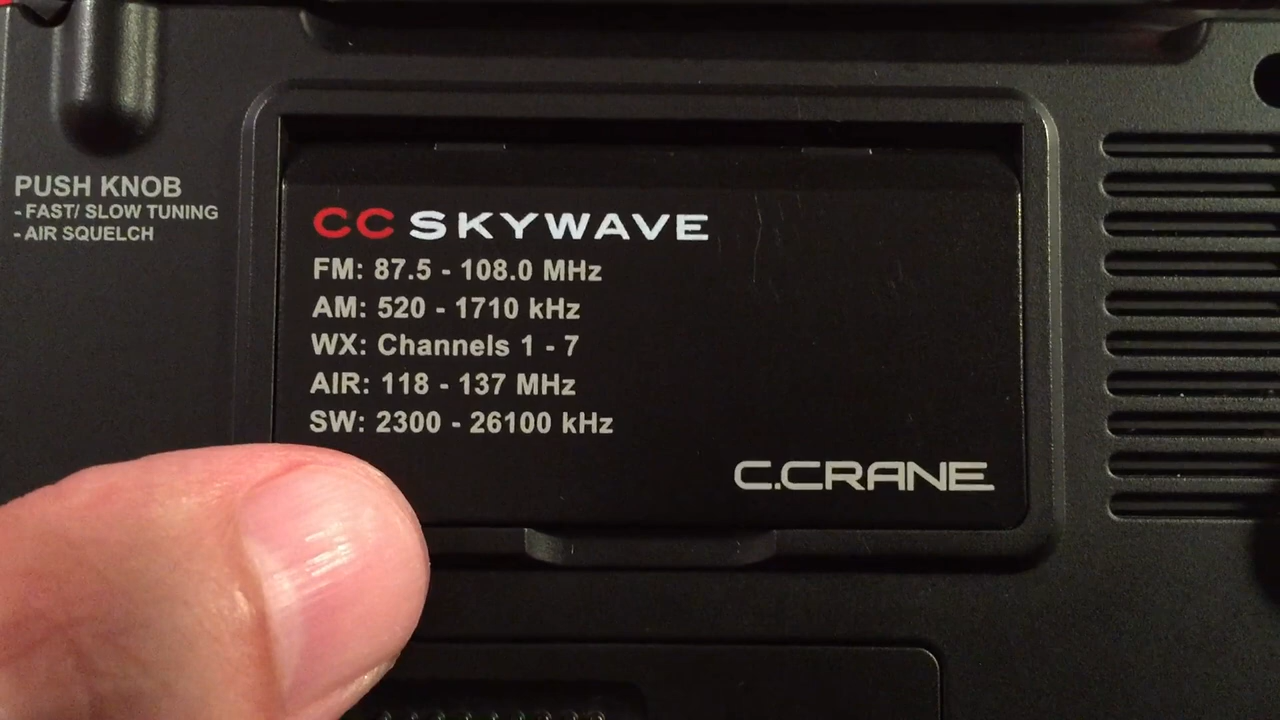 PUSH KNOB
- FAST/ SLOW TUNING
- AIR SQUELCH
CC SKYWAVE
FM: 87.5 - 108.0 MHz
AM: 520 - 1710 kHz
WX: Channels 1 - 7
AIR: 118 - 137 MHz
SW: 2300 - 26100 kHz
C.CRANE